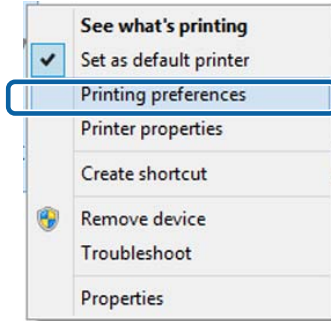 See what's printing
Set as default printer
Printing preferences
Printer properties
Create shortcut
Remove device
Troubleshoot
Properties